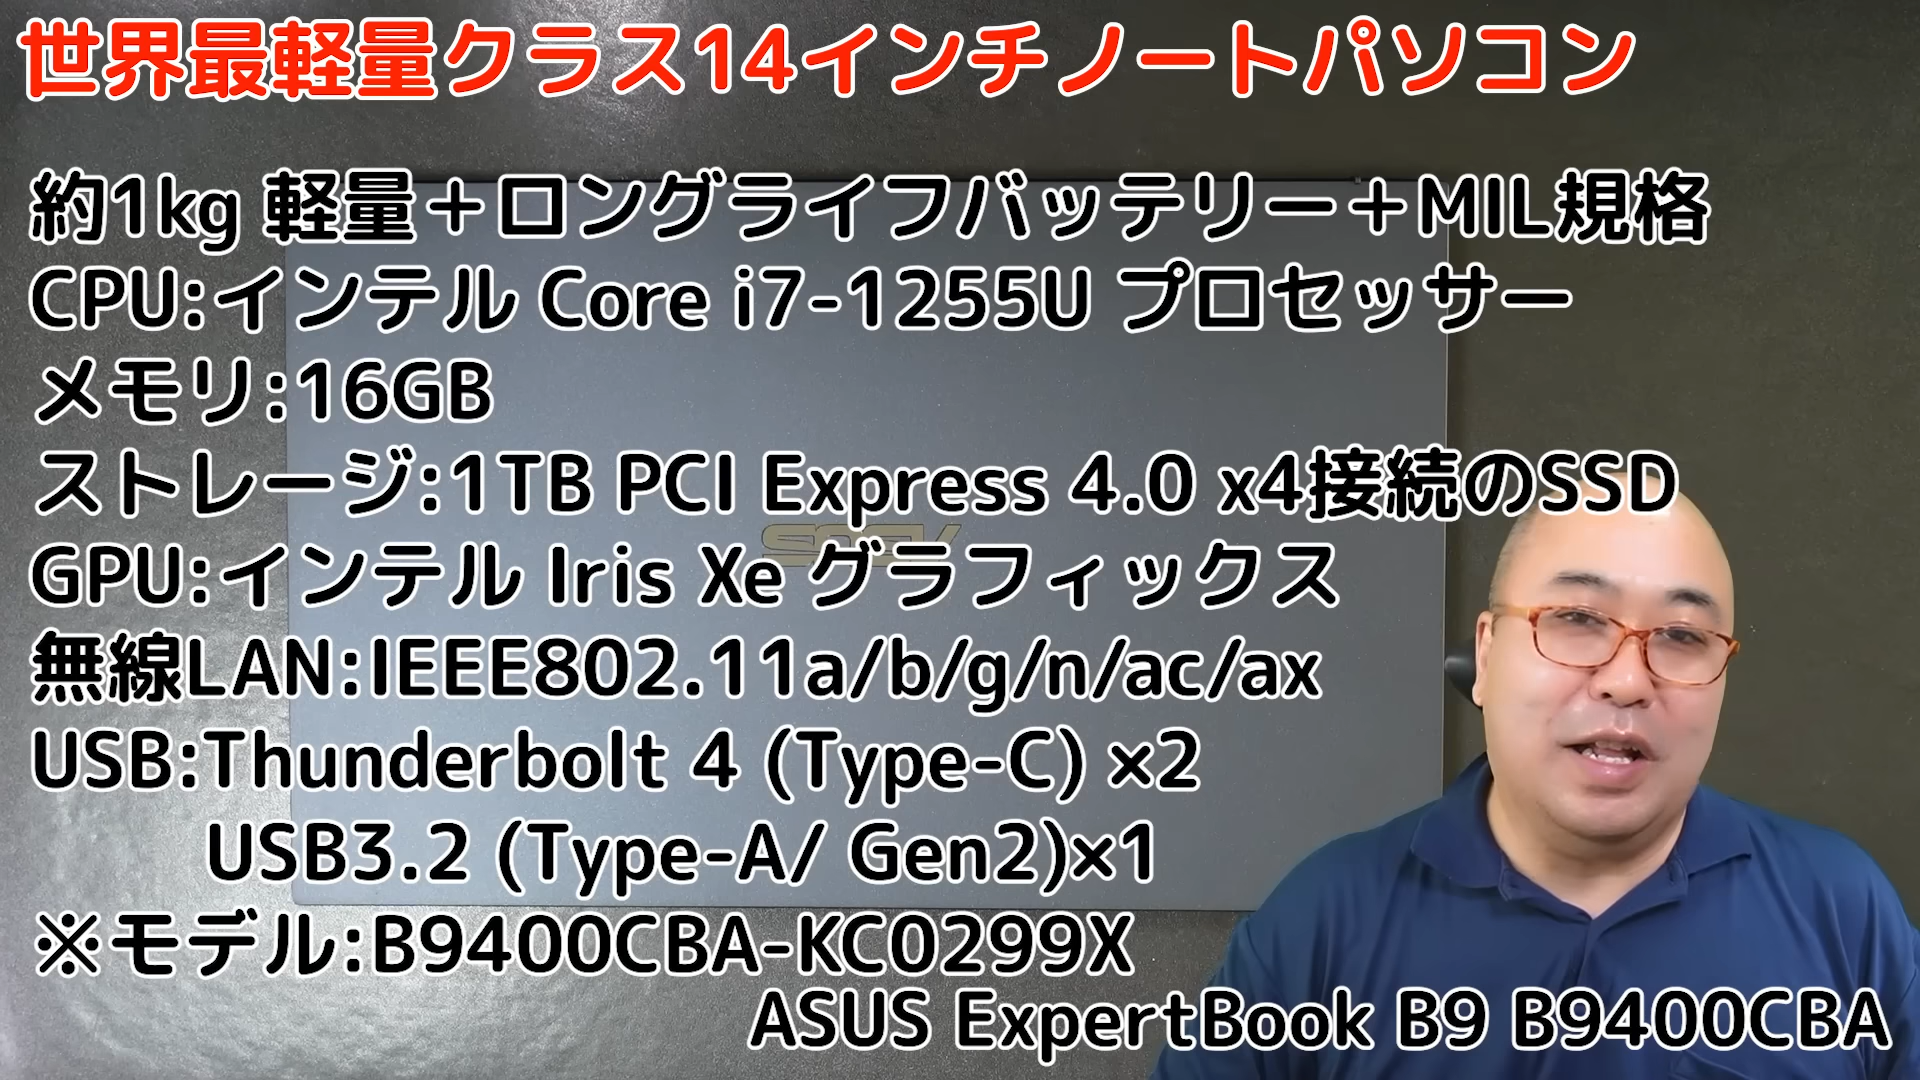 世界最軽量クラス14インチノートパソコン
約1kg 軽量＋ロングライフバッテリー＋MIL規格
CPU:インテル Core i7-1255U プロセッサー
メモリ:16GB
ストレージ:1TB PCI Express 4.0 x4接続のSSD
ASUS
GPU:インテル Iris Xe グラフィックス
無線LAN:IEEE802.11a/b/g/n/ac/ax
USB:Thunderbolt 4 (Type-C) ×2
USB3.2 (Type-A/ Gen2)×1
※モデル:B9400CBA-KC0299X
ASUS ExpertBook B9 B9400CBA